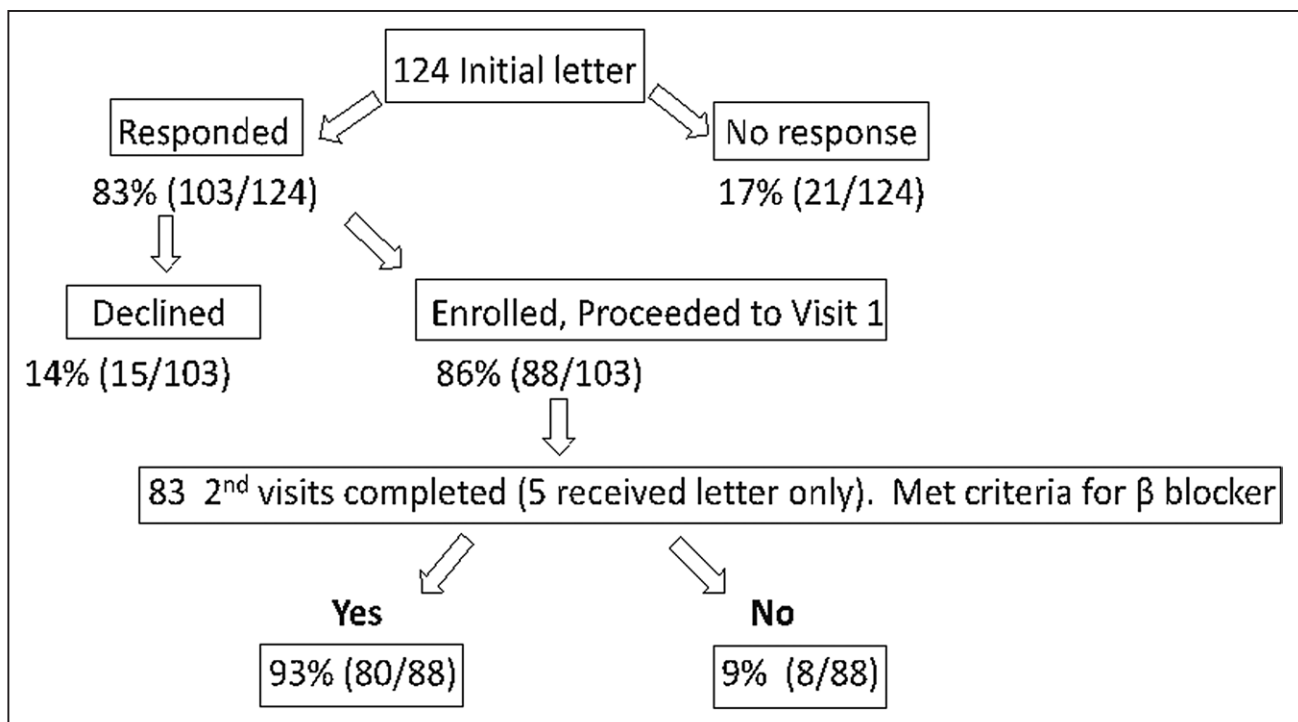 124 Initial letter
Responded
No response
83% (103/124)
17% (21/124)
Declined
Enrolled, Proceeded to Visit 1
14% (15/103)
86% (88/103)
83 2nd visits completed (5 received letter only). Met criteria for β blocker
Yes
No
93% (80/88)
9% (8/88)